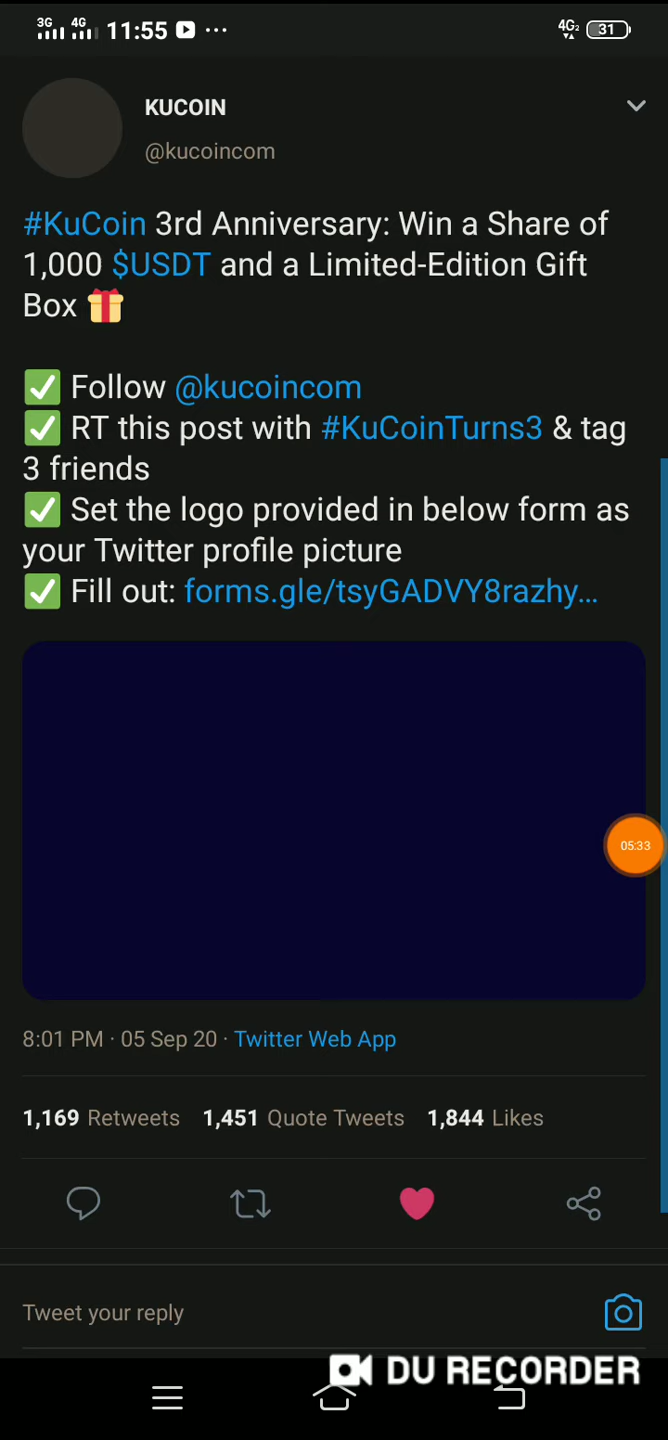 3G 4G 11:55 4G2 31
KUCOIN
@kucoincom
#KuCoin 3rd Anniversary: Win a Share of
1,000 $USDT and a Limited-Edition Gift
Box 🎁
✅ Follow @kucoincom
✅ RT this post with #KuCoinTurns3 & tag
3 friends
✅ Set the logo provided in below form as
your Twitter profile picture
✅ Fill out: forms.gle/tsyGADVY8razhy...
05:33
8:01 PM · 05 Sep 20 · Twitter Web App
1,169 Retweets 1,451 Quote Tweets 1,844 Likes
Tweet your reply
DU RECORDER